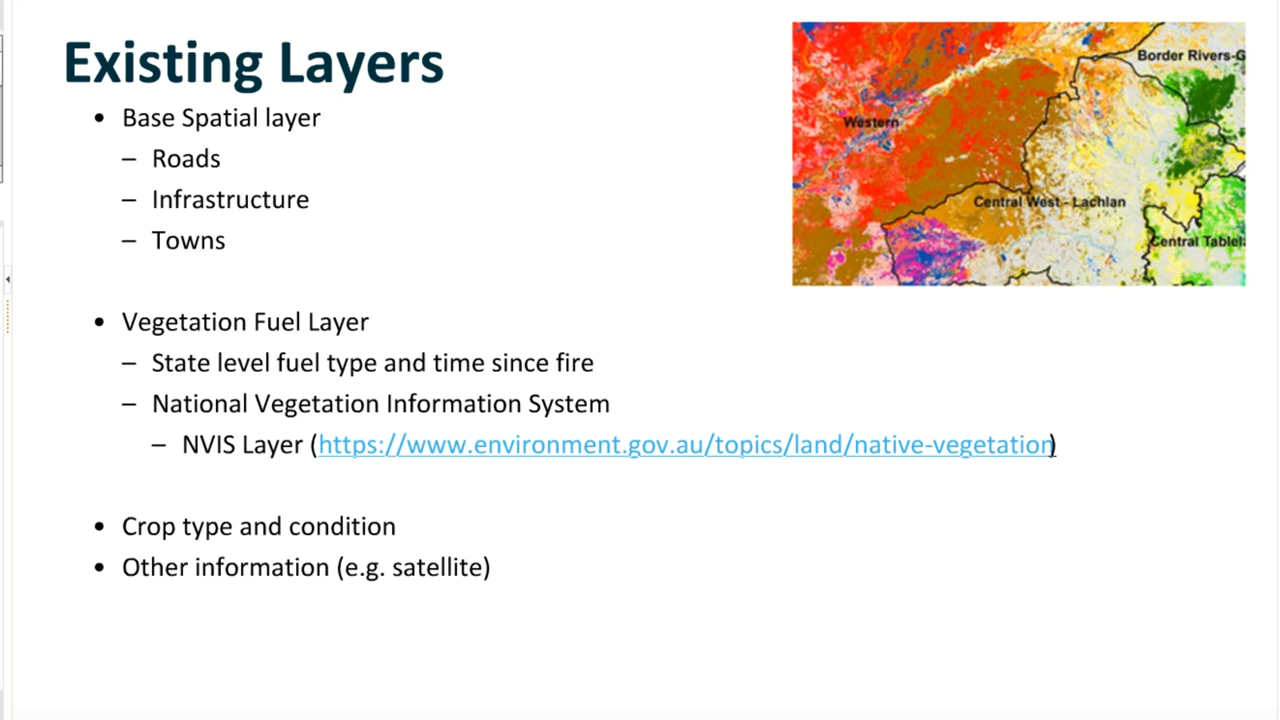 Existing Layers
• Base Spatial layer
– Roads
– Infrastructure
– Towns
• Vegetation Fuel Layer
– State level fuel type and time since fire
– National Vegetation Information System
– NVIS Layer (https://www.environment.gov.au/topics/land/native-vegetation)
• Crop type and condition
• Other information (e.g. satellite)
Border Rivers-G
Western
Central West - Lachlan
Central Tablel